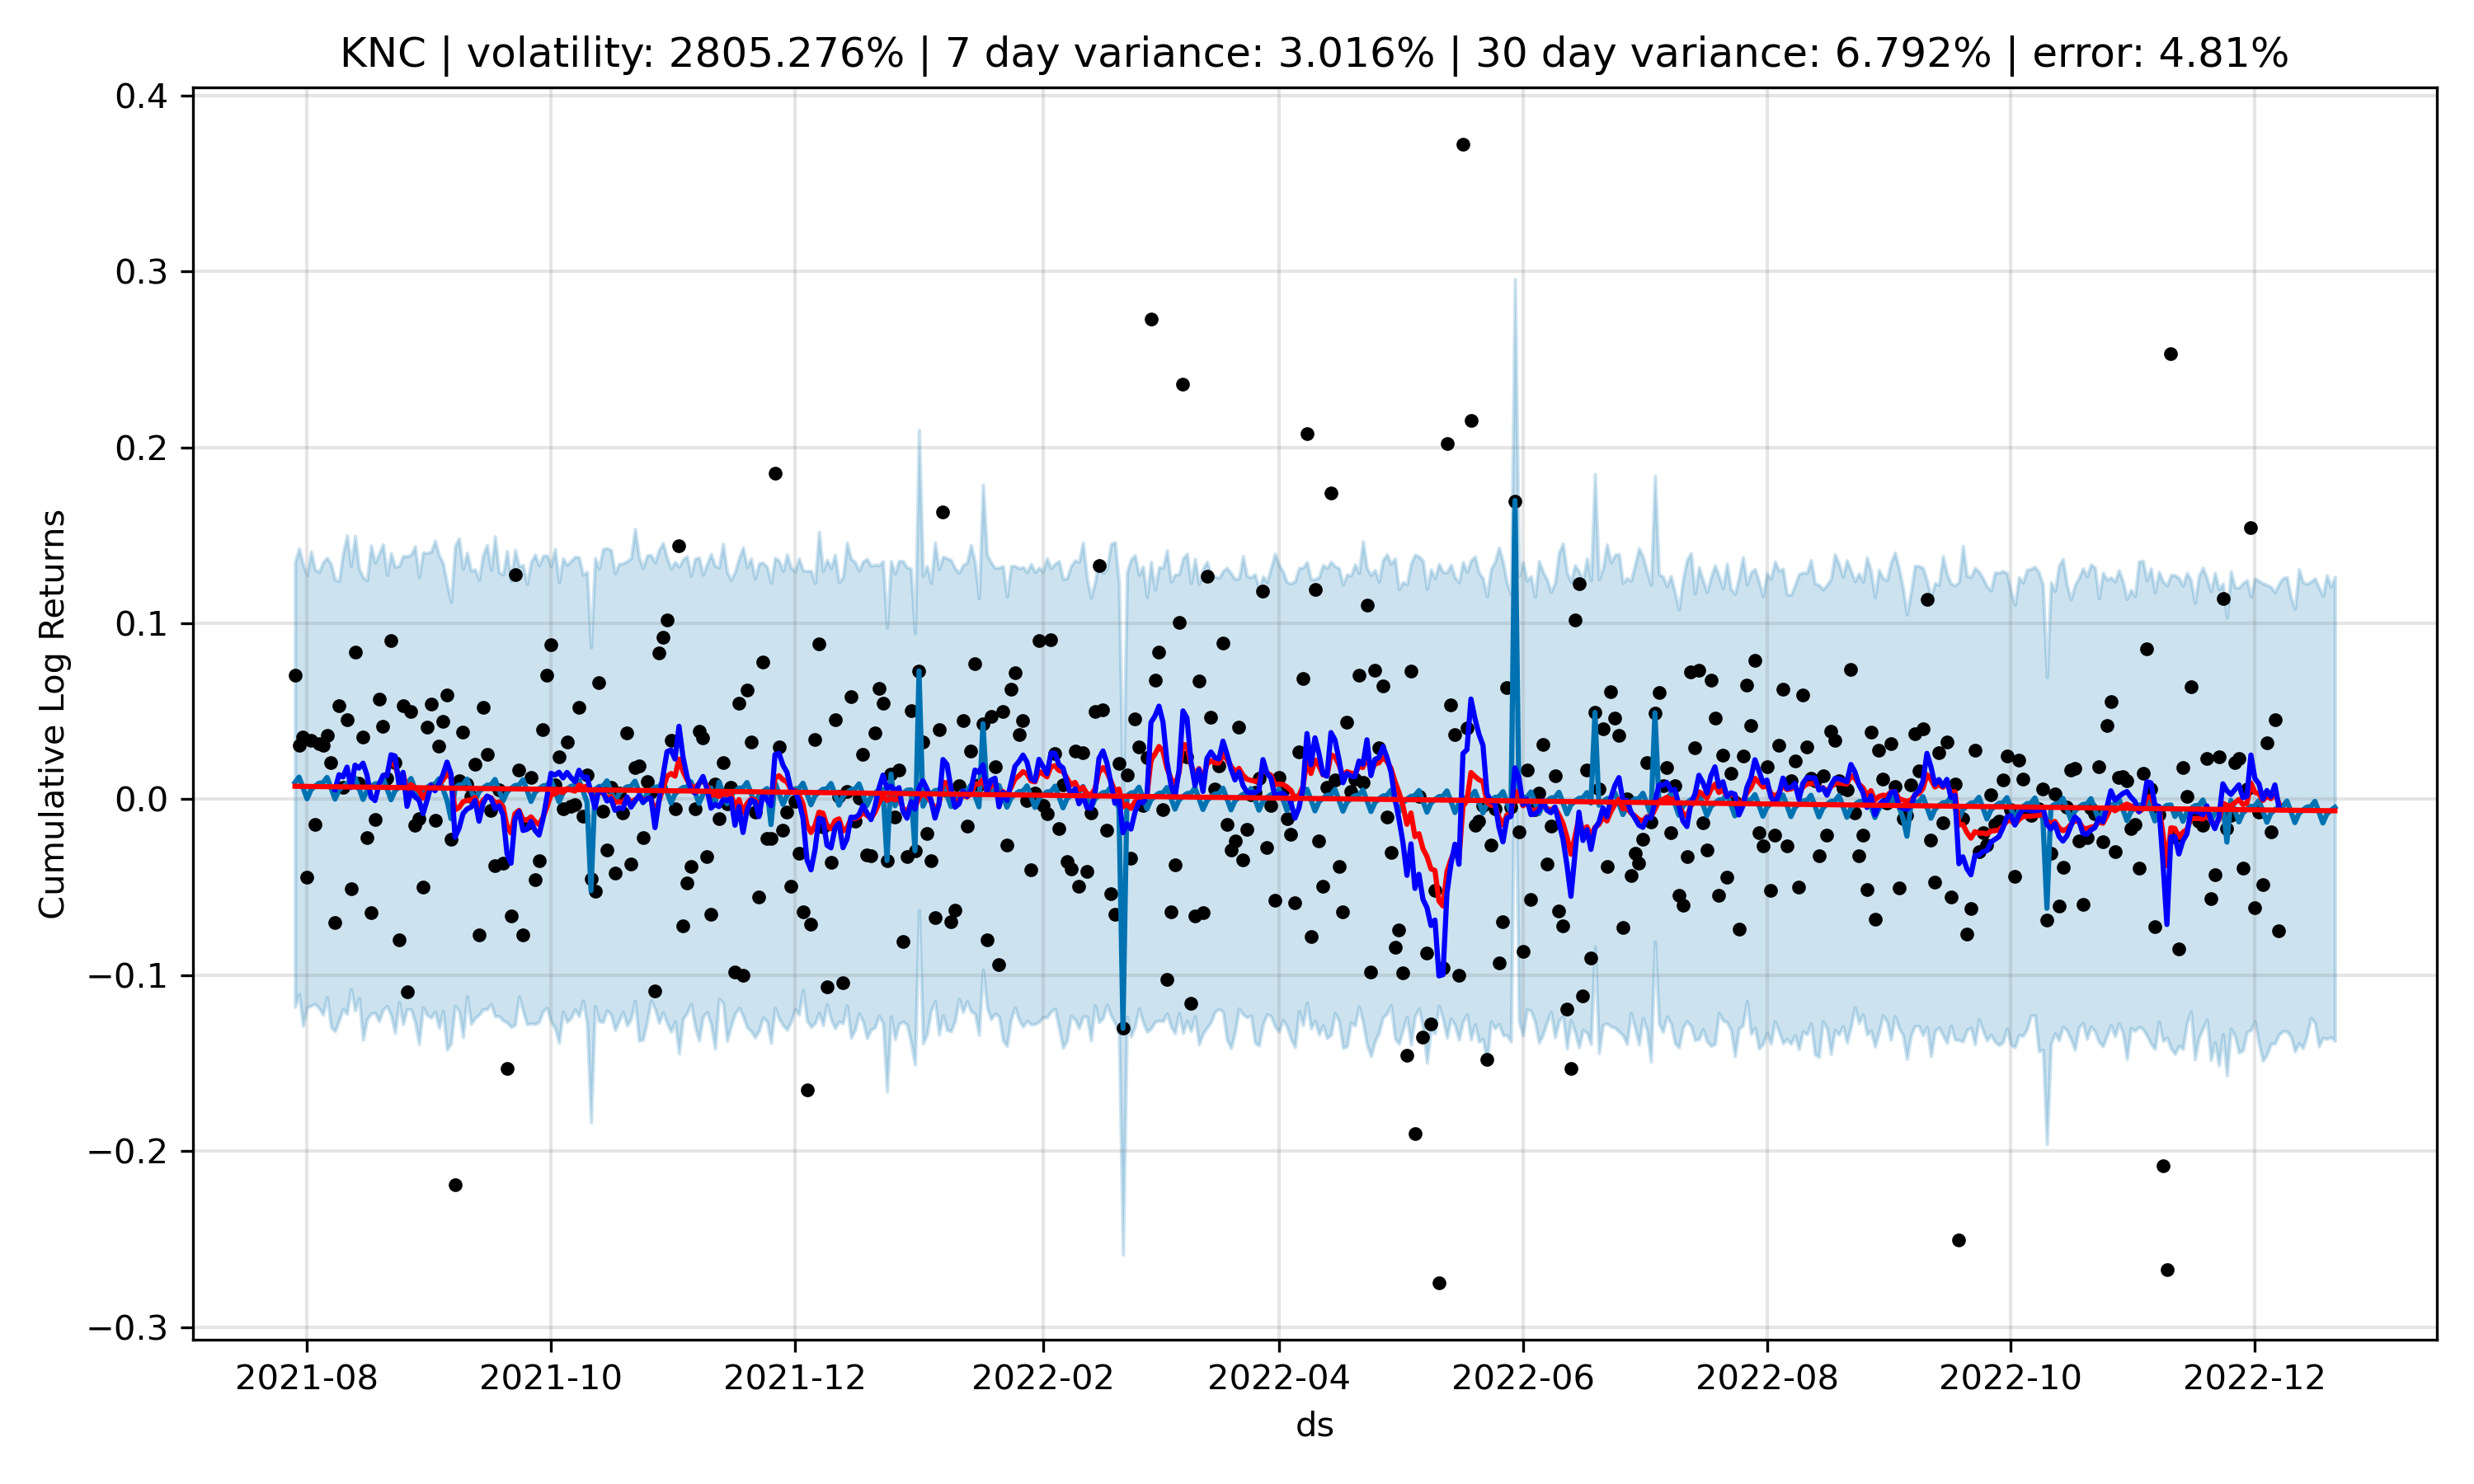 KNC | volatility: 2805.276% | 7 day variance: 3.016% | 30 day variance: 6.792% | error: 4.81%
0.4
0.3
0.2
0.1
0.0
−0.1
−0.2
−0.3
Cumulative Log Returns
2021-08 2021-10 2021-12 2022-02 2022-04 2022-06 2022-08 2022-10 2022-12
ds